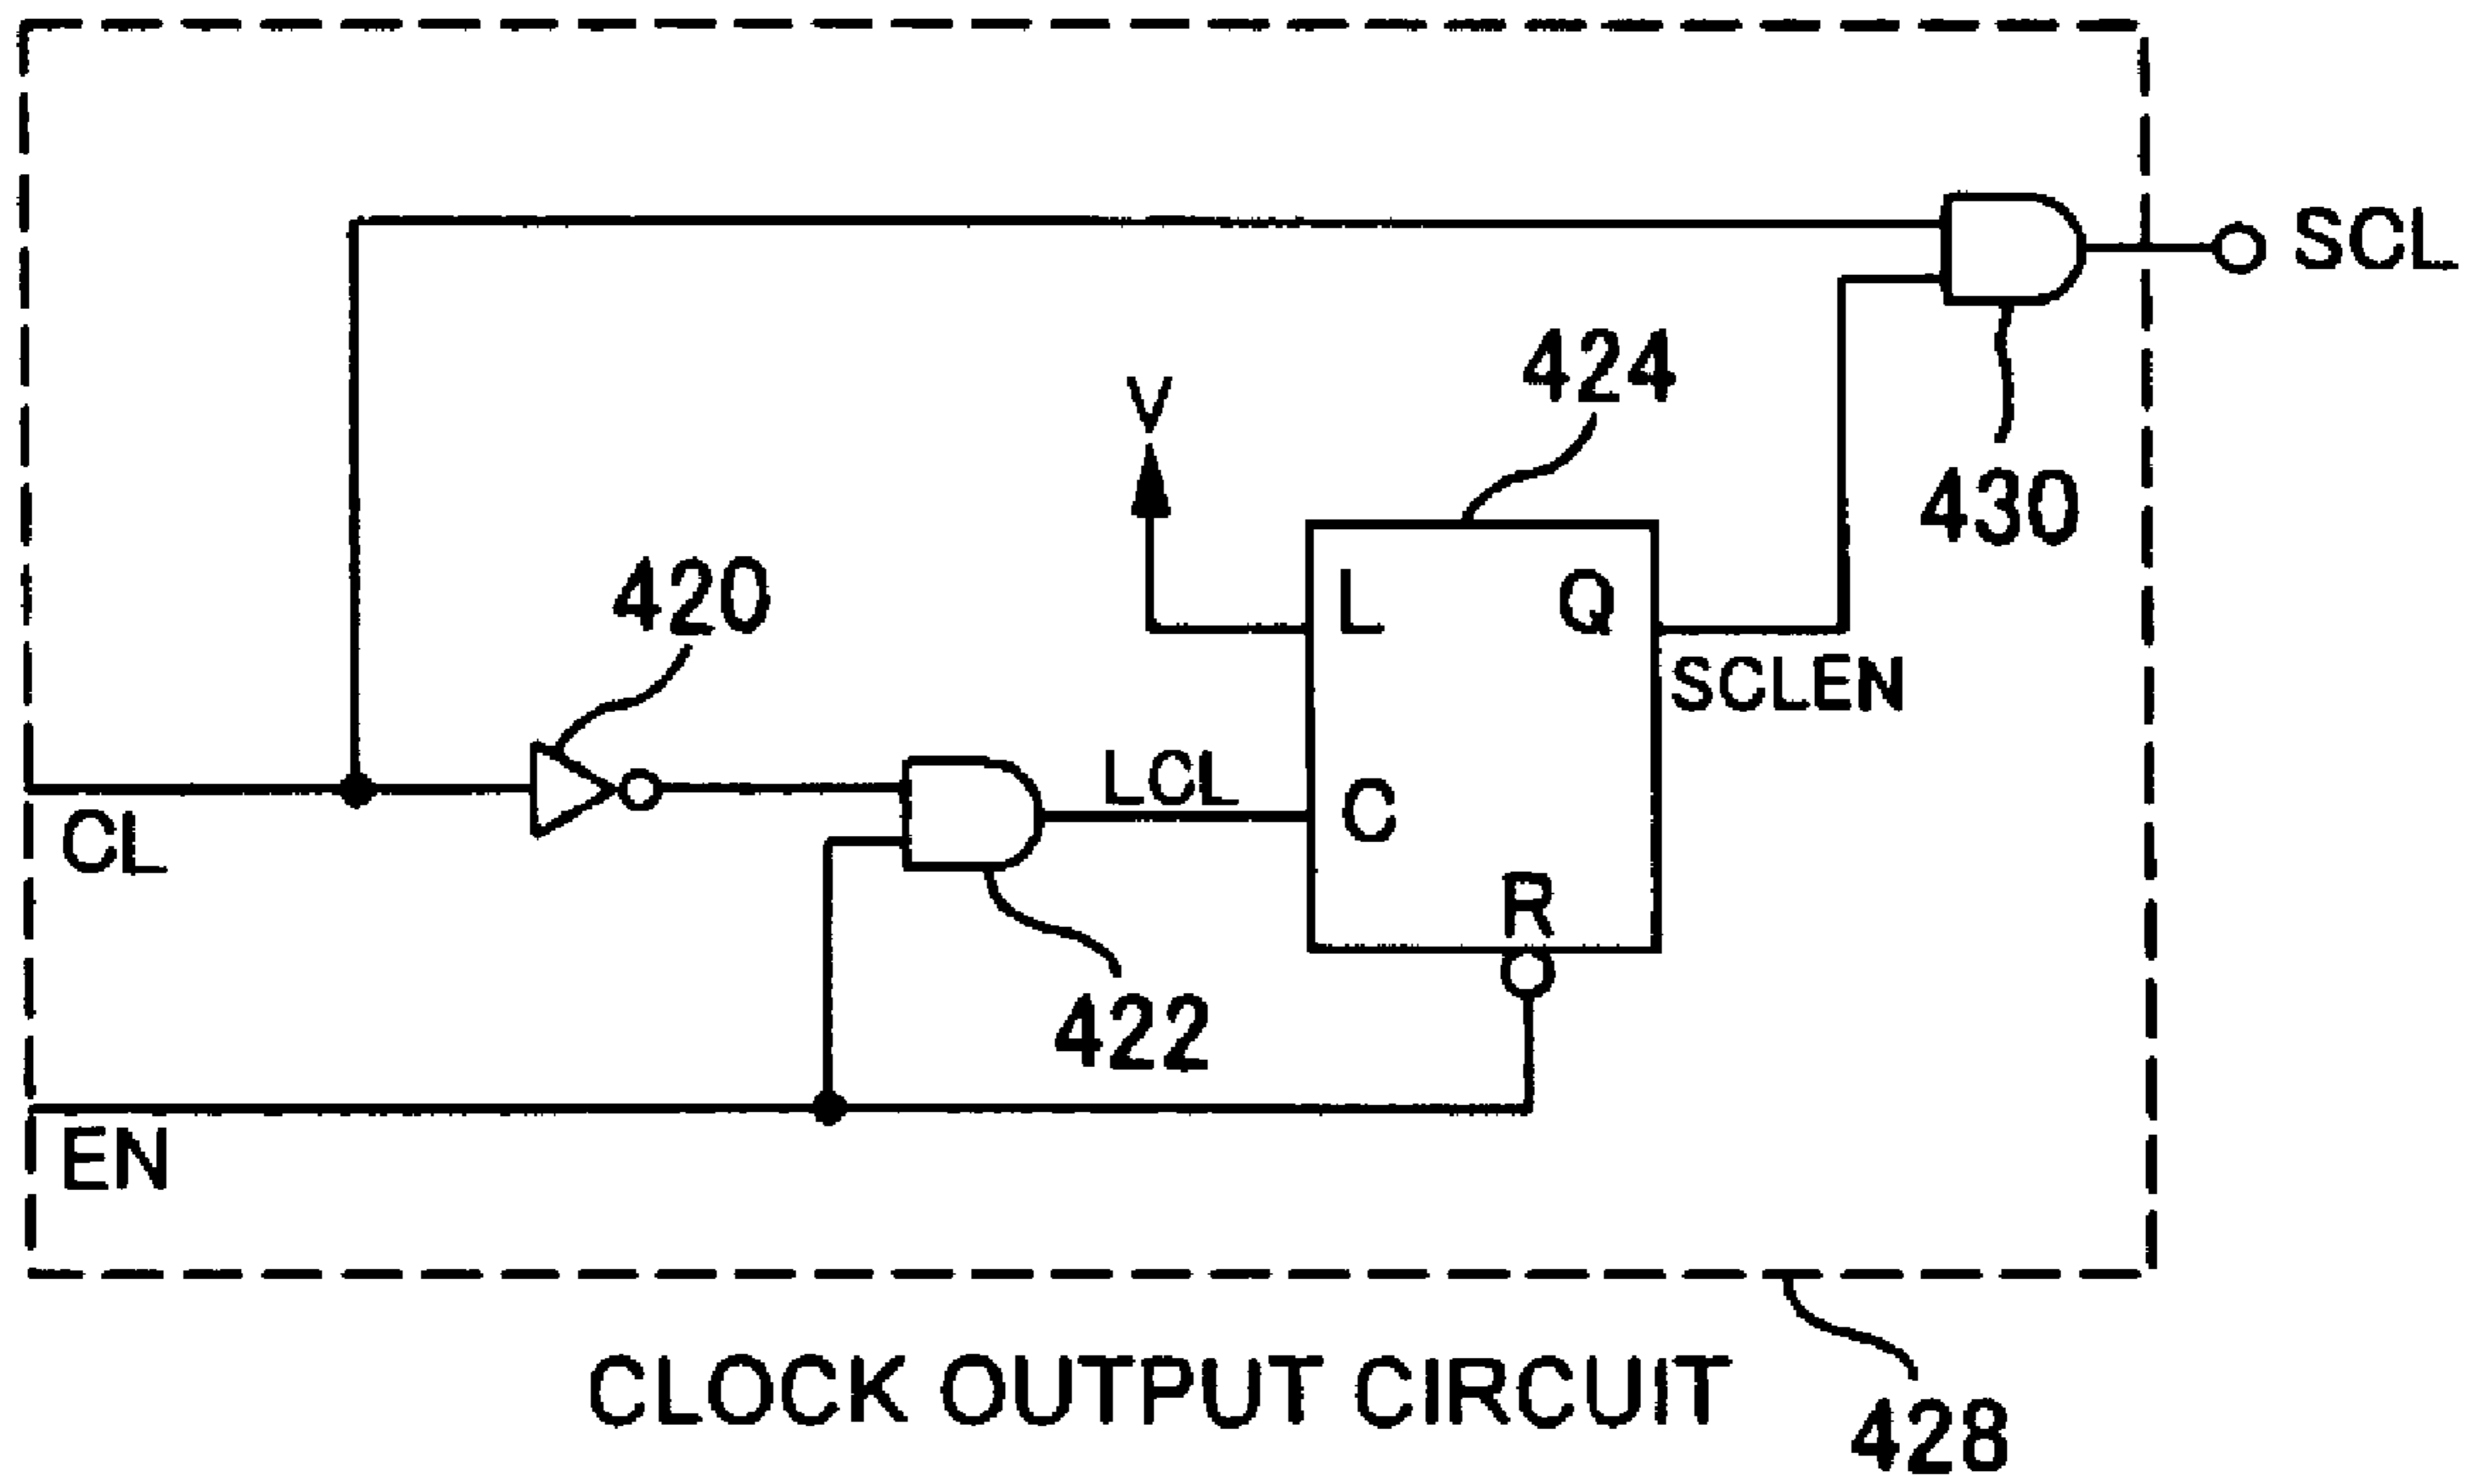 SCL
424
V
430
420
L
Q
SCLEN
LCL
C
CL
R
422
EN
CLOCK OUTPUT CIRCUIT
428